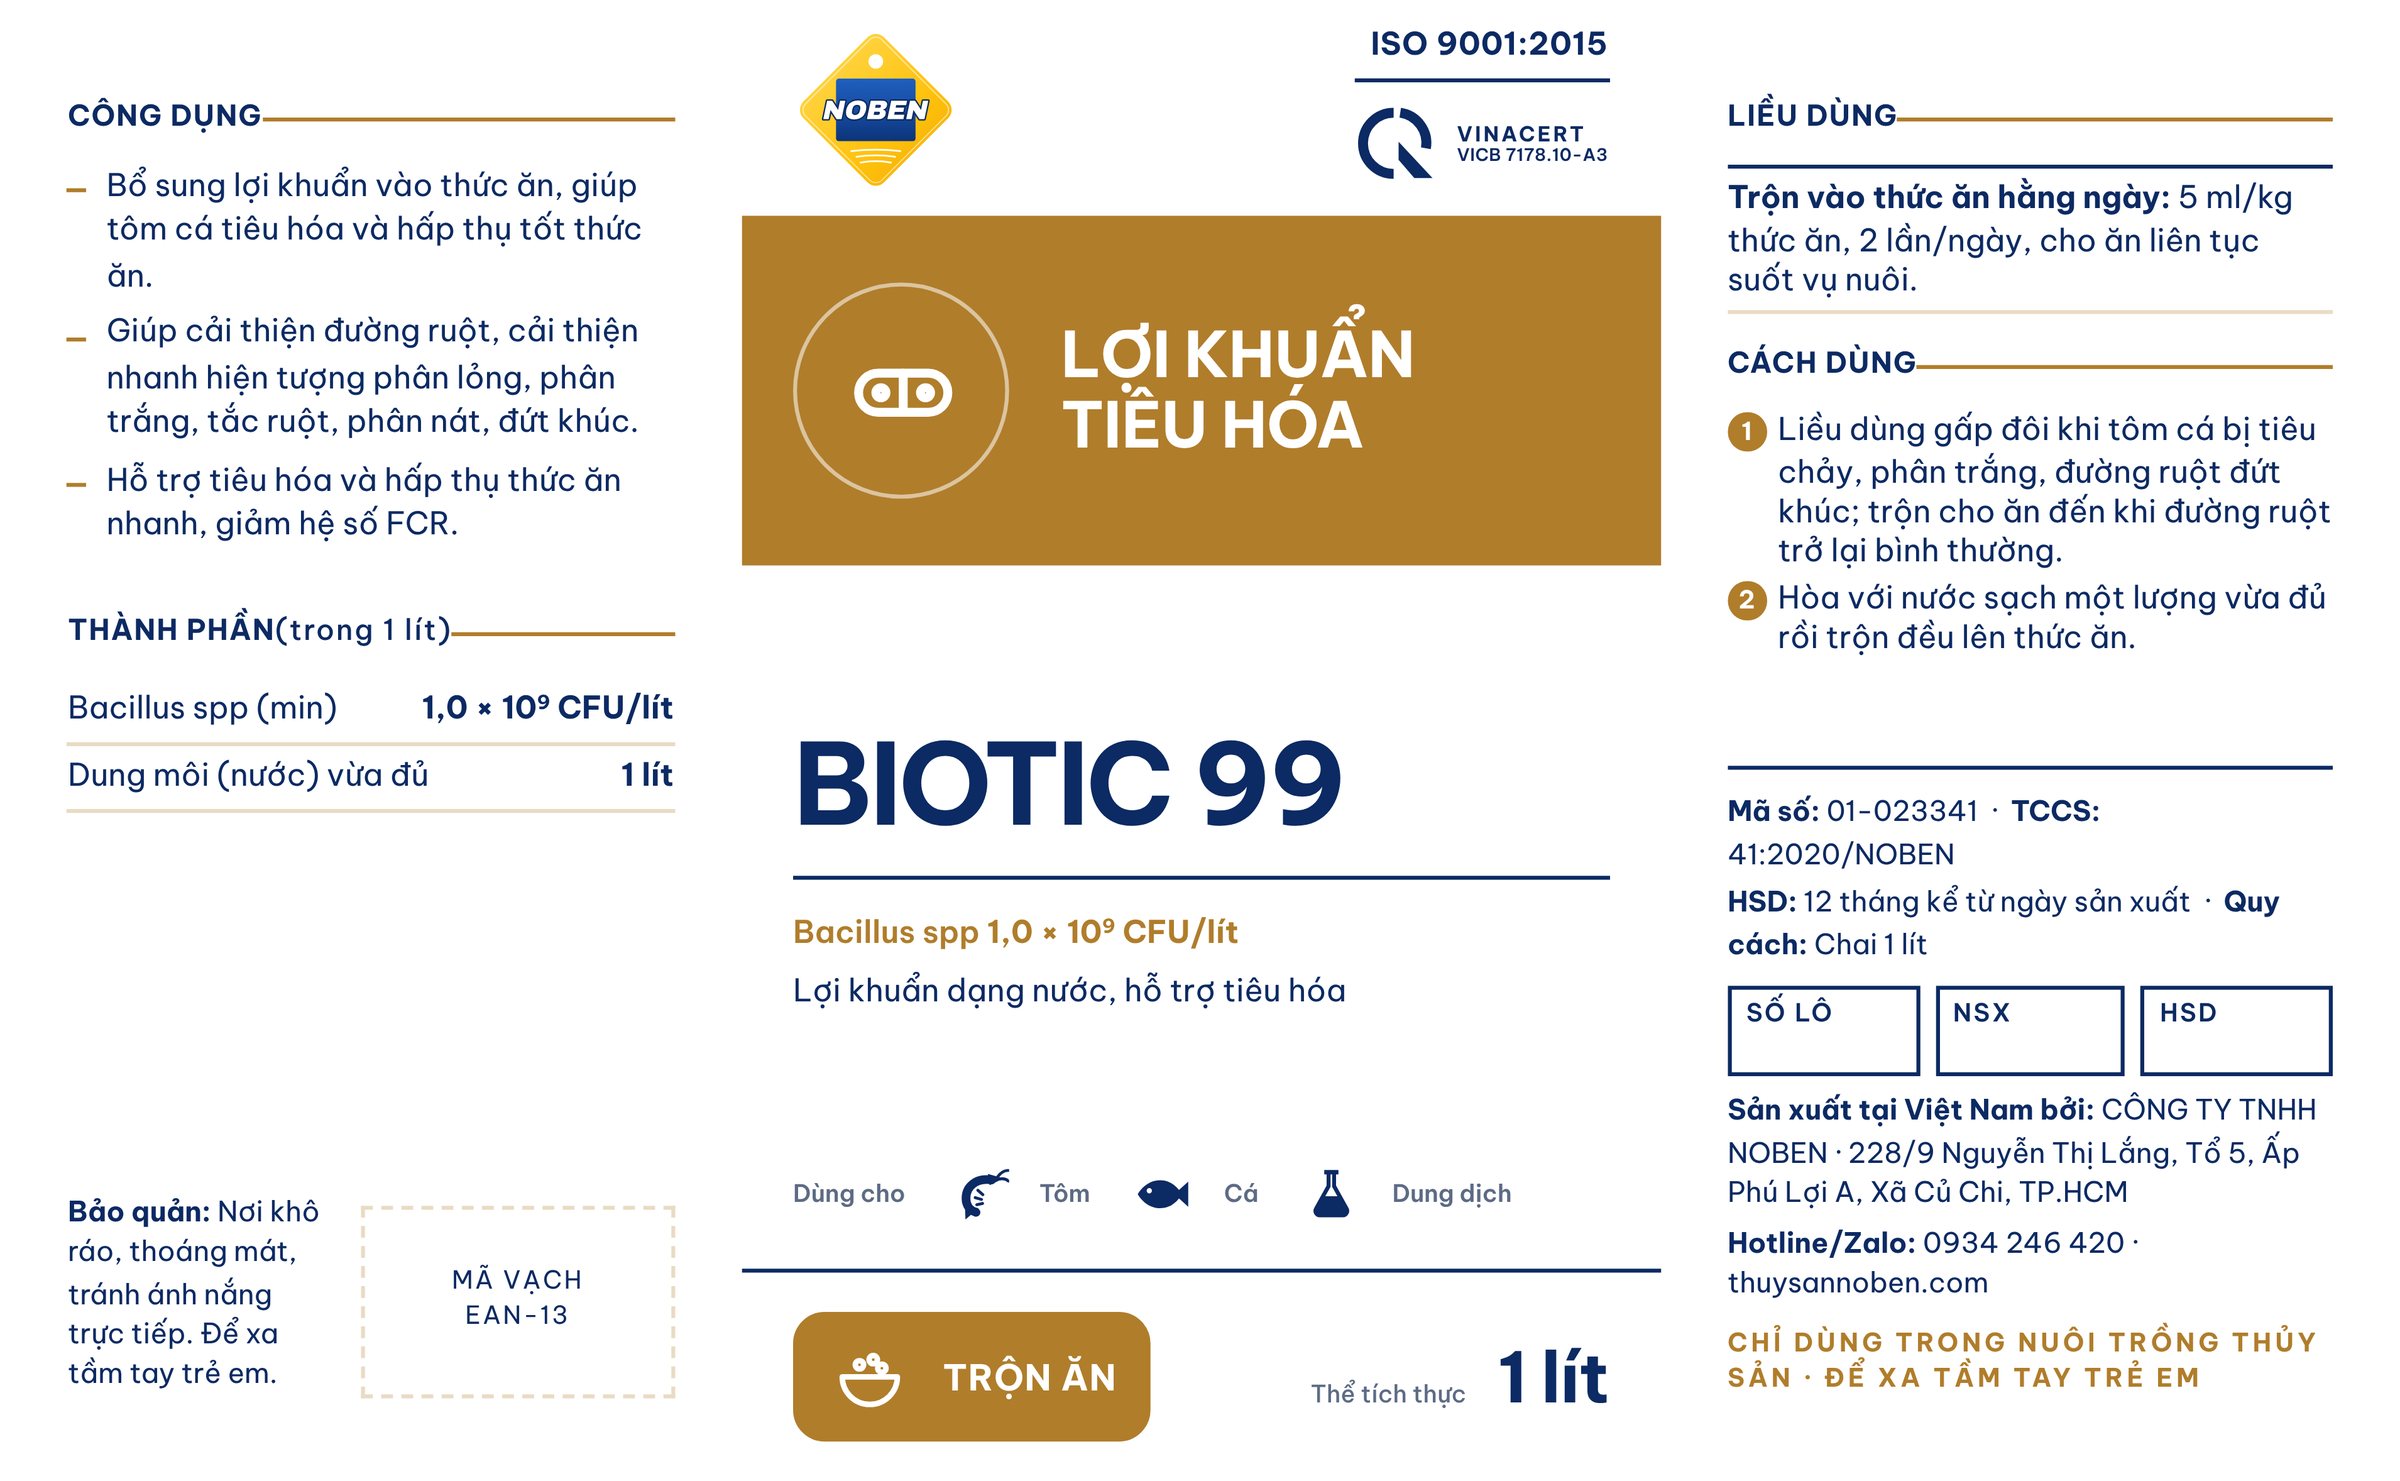 CÔNG DỤNG
Bổ sung lợi khuẩn vào thức ăn, giúp
tôm cá tiêu hóa và hấp thụ tốt thức
ăn.
Giúp cải thiện đường ruột, cải thiện
nhanh hiện tượng phân lỏng, phân
trắng, tắc ruột, phân nát, đứt khúc.
Hỗ trợ tiêu hóa và hấp thụ thức ăn
nhanh, giảm hệ số FCR.
THÀNH PHẦN(trong 1 lít)
Bacillus spp (min) 1,0 × 10⁹ CFU/lít
Dung môi (nước) vừa đủ 1 lít
Bảo quản: Nơi khô
ráo, thoáng mát,
tránh ánh nắng
trực tiếp. Để xa
tầm tay trẻ em.
MÃ VẠCH
EAN-13
NOBEN
ISO 9001:2015
VINACERT
VICB 7178.10-A3
LỢI KHUẨN
TIÊU HÓA
BIOTIC 99
Bacillus spp 1,0 × 10⁹ CFU/lít
Lợi khuẩn dạng nước, hỗ trợ tiêu hóa
Dùng cho Tôm Cá Dung dịch
TRỘN ĂN
Thể tích thực 1 lít
LIỀU DÙNG
Trộn vào thức ăn hằng ngày: 5 ml/kg
thức ăn, 2 lần/ngày, cho ăn liên tục
suốt vụ nuôi.
CÁCH DÙNG
1 Liều dùng gấp đôi khi tôm cá bị tiêu
chảy, phân trắng, đường ruột đứt
khúc; trộn cho ăn đến khi đường ruột
trở lại bình thường.
2 Hòa với nước sạch một lượng vừa đủ
rồi trộn đều lên thức ăn.
Mã số: 01-023341 · TCCS:
41:2020/NOBEN
HSD: 12 tháng kể từ ngày sản xuất · Quy
cách: Chai 1 lít
SỐ LÔ NSX HSD
Sản xuất tại Việt Nam bởi: CÔNG TY TNHH
NOBEN · 228/9 Nguyễn Thị Lắng, Tổ 5, Ấp
Phú Lợi A, Xã Củ Chi, TP.HCM
Hotline/Zalo: 0934 246 420 ·
thuysannoben.com
CHỈ DÙNG TRONG NUÔI TRỒNG THỦY
SẢN · ĐỂ XA TẦM TAY TRẺ EM